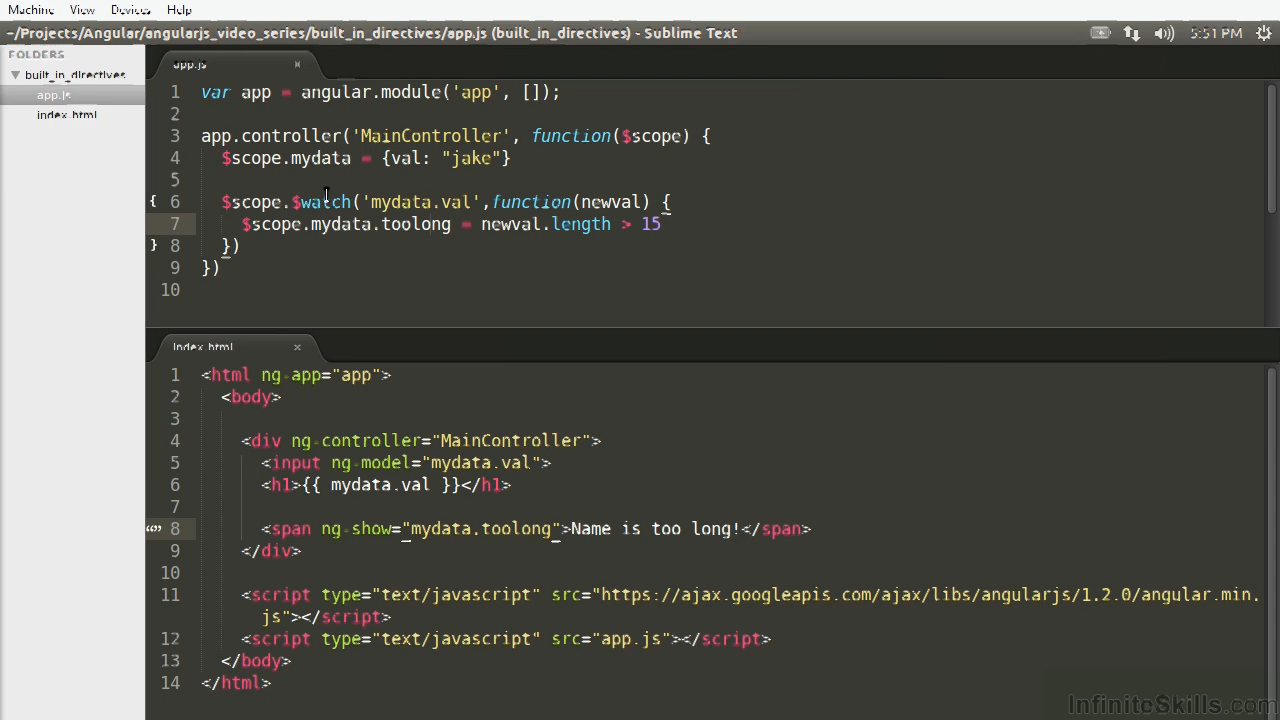 Machine View Devices Help
~/Projects/Angular/angularjs_video_series/built_in_directives/app.js (built_in_directives) - Sublime Text
5:51 PM
FOLDERS
built_in_directives
app.js
index.html
app.js ×
1 var app = angular.module('app', []);
2
3 app.controller('MainController', function($scope) {
4 $scope.mydata = {val: "jake"}
5
{ 6 $scope.$watch('mydata.val',function(newval) {
7 $scope.mydata.toolong = newval.length > 15
} 8 })
9 })
10
index.html ×
1 <html ng-app="app">
2 <body>
3
4 <div ng-controller="MainController">
5 <input ng-model="mydata.val">
6 <h1>{{ mydata.val }}</h1>
7
“” 8 <span ng-show="mydata.toolong">Name is too long!</span>
9 </div>
10
11 <script type="text/javascript" src="https://ajax.googleapis.com/ajax/libs/angularjs/1.2.0/angular.min.
js"></script>
12 <script type="text/javascript" src="app.js"></script>
13 </body>
14 </html>
InfiniteSkills.com